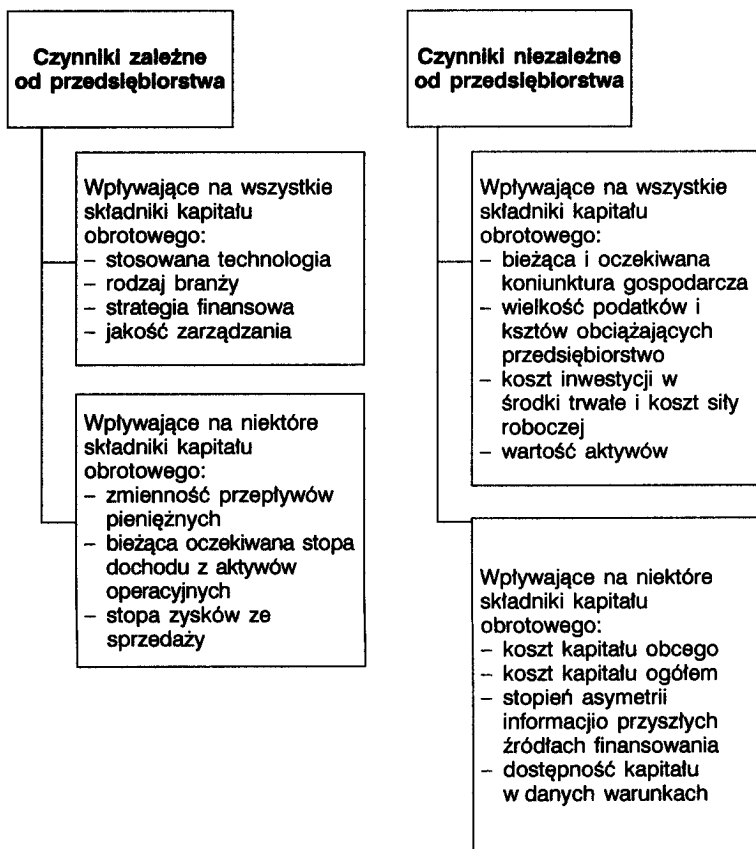 Czynniki zależne
od przedsiębiorstwa
Wpływające na wszystkie
składniki kapitału
obrotowego:
– stosowana technologia
– rodzaj branży
– strategia finansowa
– jakość zarządzania
Wpływające na niektóre
składniki kapitału
obrotowego:
– zmienność przepływów
pieniężnych
– bieżąca oczekiwana stopa
dochodu z aktywów
operacyjnych
– stopa zysków ze
sprzedaży
Czynniki niezależne
od przedsiębiorstwa
Wpływające na wszystkie
składniki kapitału
obrotowego:
– bieżąca i oczekiwana
koniunktura gospodarcza
– wielkość podatków i
ksztów obciążających
przedsiębiorstwo
– koszt inwestycji w
środki trwałe i koszt siły
roboczej
– wartość aktywów
Wpływające na niektóre
składniki kapitału
obrotowego:
– koszt kapitału obcego
– koszt kapitału ogółem
– stopień asymetrii
informacjio przyszłych
źródłach finansowania
– dostępność kapitału
w danych warunkach